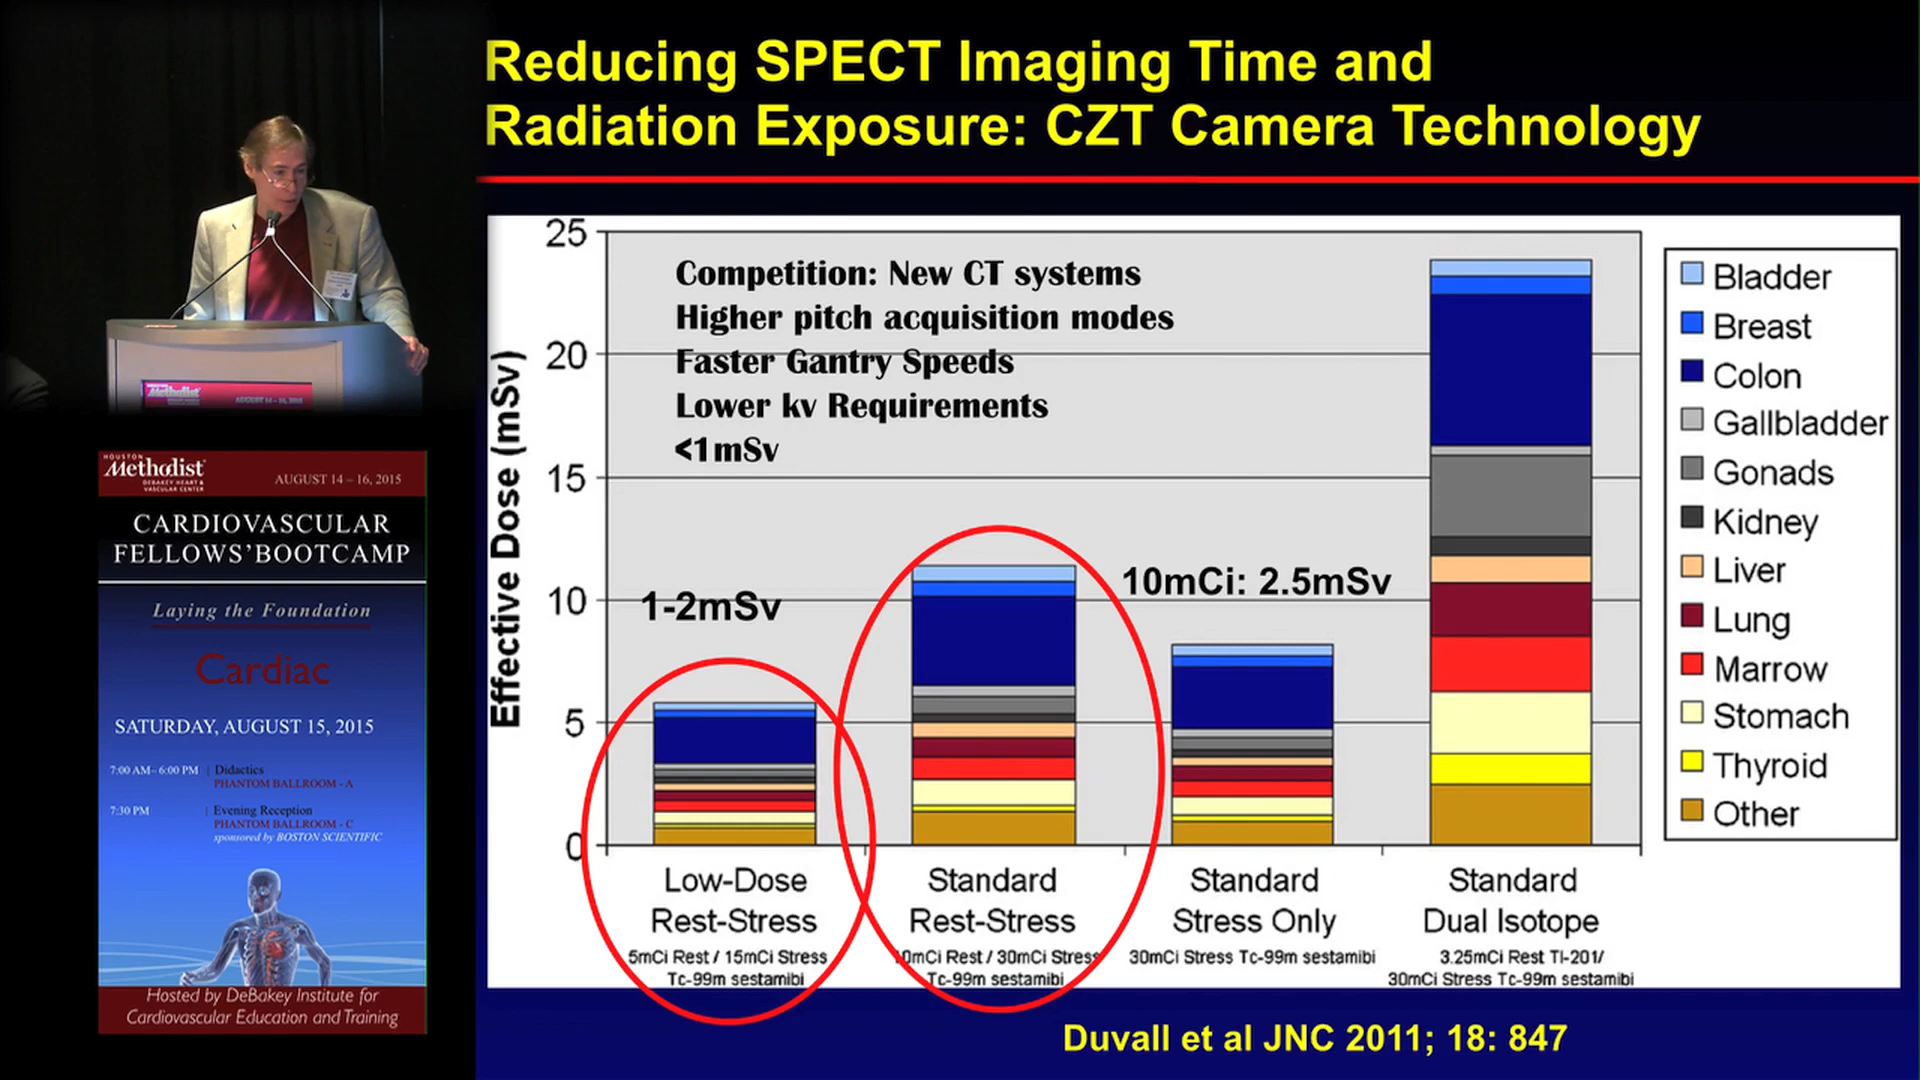 Reducing SPECT Imaging Time and
Radiation Exposure: CZT Camera Technology
25
20
15
10
5
0
Effective Dose (mSv)
Competition: New CT systems
Higher pitch acquisition modes
Faster Gantry Speeds
Lower kv Requirements
<1mSv
1-2mSv
10mCi: 2.5mSv
Bladder
Breast
Colon
Gallbladder
Gonads
Kidney
Liver
Lung
Marrow
Stomach
Thyroid
Other
Low-Dose
Rest-Stress
5mCi Rest / 15mCi Stress
Tc-99m sestamibi
Standard
Rest-Stress
10mCi Rest / 30mCi Stress
Tc-99m sestamibi
Standard
Stress Only
30mCi Stress Tc-99m sestamibi
Standard
Dual Isotope
3.25mCi Rest Tl-201/
30mCi Stress Tc-99m sestamibi
Duvall et al JNC 2011; 18: 847
Methodist
AUGUST 14 – 16, 2015
HOUSTON
Methodist
DEBAKEY HEART &
VASCULAR CENTER
AUGUST 14 – 16, 2015
CARDIOVASCULAR
FELLOWS'BOOTCAMP
Laying the Foundation
Cardiac
SATURDAY, AUGUST 15, 2015
7:00 AM– 6:00 PM | Didactics
PHANTOM BALLROOM - A
7:30 PM | Evening Reception
PHANTOM BALLROOM - C
sponsored by BOSTON SCIENTIFIC
Hosted by DeBakey Institute for
Cardiovascular Education and Training